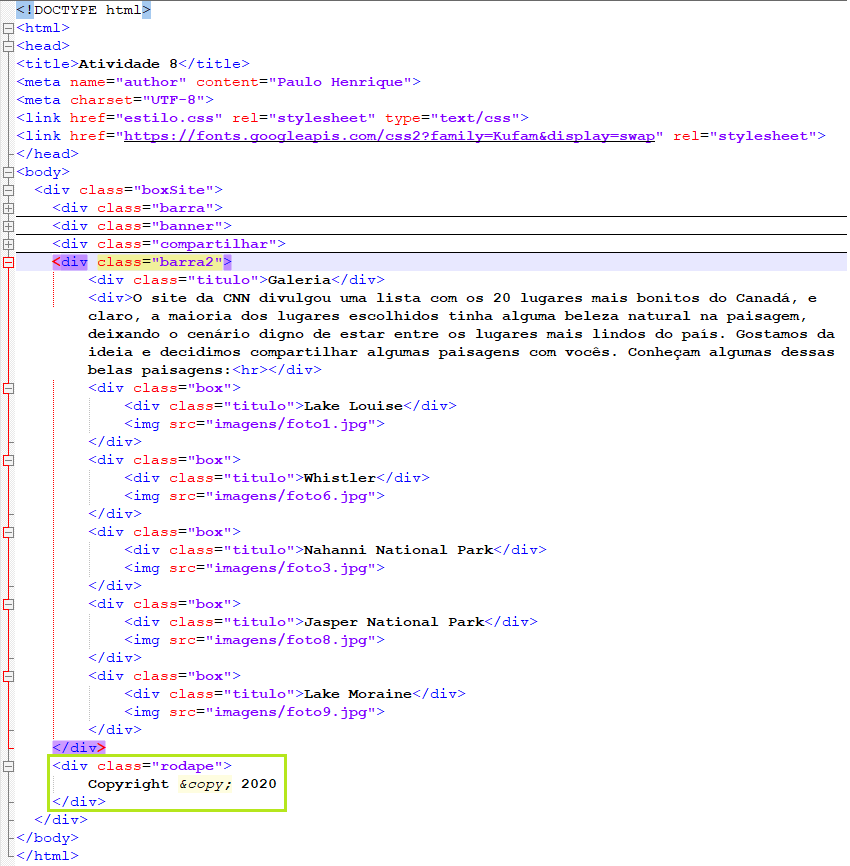 <!DOCTYPE html>
<html>
<head>
<title>Atividade 8</title>
<meta name="author" content="Paulo Henrique">
<meta charset="UTF-8">
<link href="estilo.css" rel="stylesheet" type="text/css">
<link href="https://fonts.googleapis.com/css2?family=Kufam&display=swap" rel="stylesheet">
</head>
<body>
<div class="boxSite">
<div class="barra">
<div class="banner">
<div class="compartilhar">
<div class="barra2">
<div class="titulo">Galeria</div>
<div>O site da CNN divulgou uma lista com os 20 lugares mais bonitos do Canadá, e
claro, a maioria dos lugares escolhidos tinha alguma beleza natural na paisagem,
deixando o cenário digno de estar entre os lugares mais lindos do país. Gostamos da
ideia e decidimos compartilhar algumas paisagens com vocês. Conheçam algumas dessas
belas paisagens:<hr></div>
<div class="box">
<div class="titulo">Lake Louise</div>
<img src="imagens/foto1.jpg">
</div>
<div class="box">
<div class="titulo">Whistler</div>
<img src="imagens/foto6.jpg">
</div>
<div class="box">
<div class="titulo">Nahanni National Park</div>
<img src="imagens/foto3.jpg">
</div>
<div class="box">
<div class="titulo">Jasper National Park</div>
<img src="imagens/foto8.jpg">
</div>
<div class="box">
<div class="titulo">Lake Moraine</div>
<img src="imagens/foto9.jpg">
</div>
</div>
<div class="rodape">
Copyright &copy; 2020
</div>
</div>
</body>
</html>